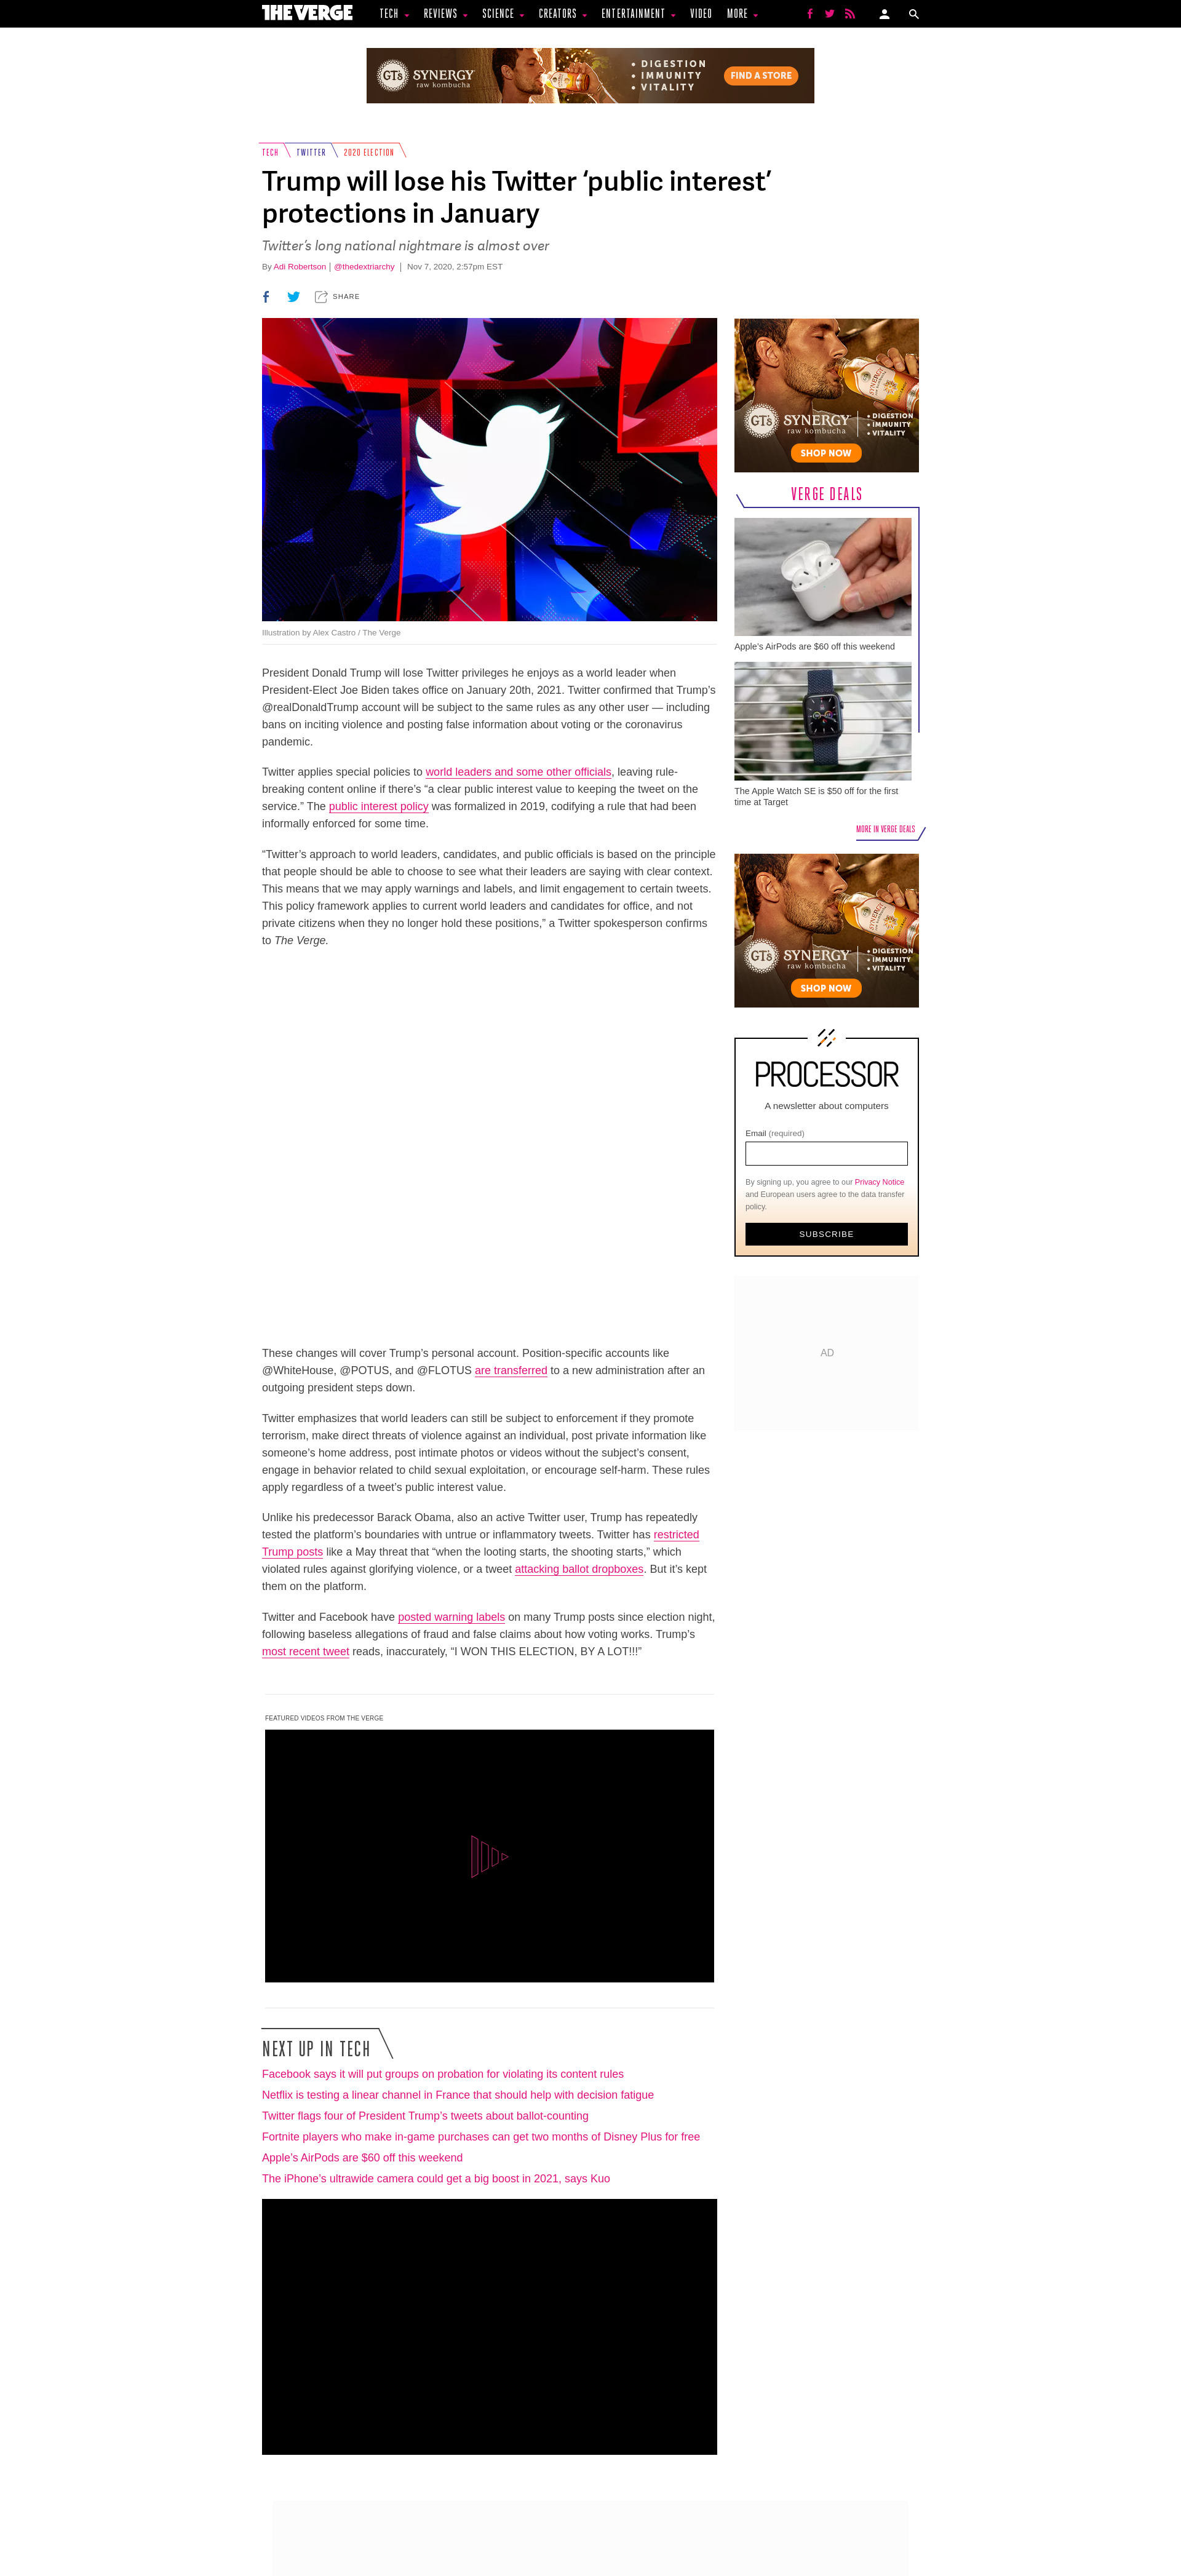 THE VERGE
TECH
REVIEWS
SCIENCE
CREATORS
ENTERTAINMENT
VIDEO
MORE
GT's SYNERGY
raw kombucha
• DIGESTION
• IMMUNITY
• VITALITY
FIND A STORE
TECH
TWITTER
2020 ELECTION
Trump will lose his Twitter ‘public interest’
protections in January
Twitter’s long national nightmare is almost over
By Adi Robertson | @thedextriarchy | Nov 7, 2020, 2:57pm EST
SHARE
Illustration by Alex Castro / The Verge
President Donald Trump will lose Twitter privileges he enjoys as a world leader when
President-Elect Joe Biden takes office on January 20th, 2021. Twitter confirmed that Trump’s
@realDonaldTrump account will be subject to the same rules as any other user — including
bans on inciting violence and posting false information about voting or the coronavirus
pandemic.
Twitter applies special policies to world leaders and some other officials, leaving rule-
breaking content online if there’s “a clear public interest value to keeping the tweet on the
service.” The public interest policy was formalized in 2019, codifying a rule that had been
informally enforced for some time.
“Twitter’s approach to world leaders, candidates, and public officials is based on the principle
that people should be able to choose to see what their leaders are saying with clear context.
This means that we may apply warnings and labels, and limit engagement to certain tweets.
This policy framework applies to current world leaders and candidates for office, and not
private citizens when they no longer hold these positions,” a Twitter spokesperson confirms
to The Verge.
These changes will cover Trump’s personal account. Position-specific accounts like
@WhiteHouse, @POTUS, and @FLOTUS are transferred to a new administration after an
outgoing president steps down.
Twitter emphasizes that world leaders can still be subject to enforcement if they promote
terrorism, make direct threats of violence against an individual, post private information like
someone’s home address, post intimate photos or videos without the subject’s consent,
engage in behavior related to child sexual exploitation, or encourage self-harm. These rules
apply regardless of a tweet’s public interest value.
Unlike his predecessor Barack Obama, also an active Twitter user, Trump has repeatedly
tested the platform’s boundaries with untrue or inflammatory tweets. Twitter has restricted
Trump posts like a May threat that “when the looting starts, the shooting starts,” which
violated rules against glorifying violence, or a tweet attacking ballot dropboxes. But it’s kept
them on the platform.
Twitter and Facebook have posted warning labels on many Trump posts since election night,
following baseless allegations of fraud and false claims about how voting works. Trump’s
most recent tweet reads, inaccurately, “I WON THIS ELECTION, BY A LOT!!!”
FEATURED VIDEOS FROM THE VERGE
NEXT UP IN TECH
Facebook says it will put groups on probation for violating its content rules
Netflix is testing a linear channel in France that should help with decision fatigue
Twitter flags four of President Trump’s tweets about ballot-counting
Fortnite players who make in-game purchases can get two months of Disney Plus for free
Apple’s AirPods are $60 off this weekend
The iPhone’s ultrawide camera could get a big boost in 2021, says Kuo
SYNERGY
GT's SYNERGY
raw kombucha
• DIGESTION
• IMMUNITY
• VITALITY
SHOP NOW
VERGE DEALS
Apple’s AirPods are $60 off this weekend
The Apple Watch SE is $50 off for the first
time at Target
MORE IN VERGE DEALS
SYNERGY
GT's SYNERGY
raw kombucha
• DIGESTION
• IMMUNITY
• VITALITY
SHOP NOW
PROCESSOR
A newsletter about computers
Email (required)
By signing up, you agree to our Privacy Notice
and European users agree to the data transfer
policy.
SUBSCRIBE
AD